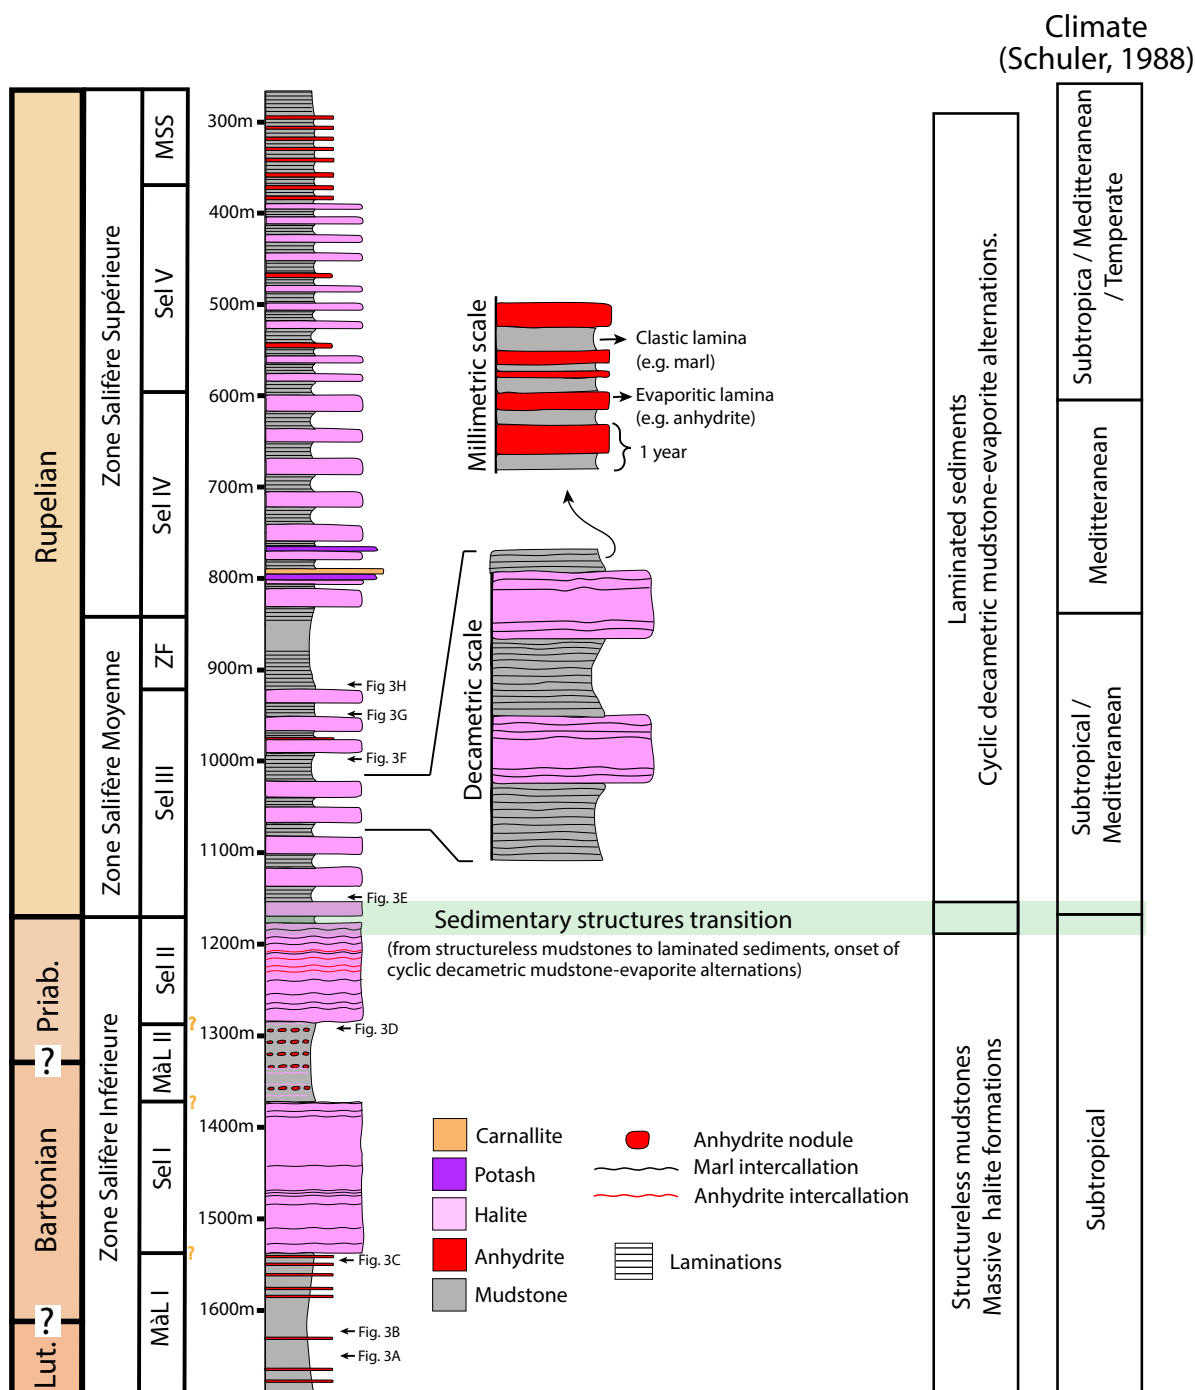 Climate
(Schuler, 1988)
Rupelian
Priab.
?
Bartonian
?
Lut.
Zone Salifère Supérieure
Zone Salifère Moyenne
Zone Salifère Inférieure
MSS
Sel V
Sel IV
ZF
Sel III
Sel II
MàL II
Sel I
MàL I
?
?
?
300m
400m
500m
600m
700m
800m
900m
1000m
1100m
1200m
1300m
1400m
1500m
1600m
Fig 3H
Fig 3G
Fig. 3F
Fig. 3E
Fig. 3D
Fig. 3C
Fig. 3B
Fig. 3A
Millimetric scale
Clastic lamina
(e.g. marl)
Evaporitic lamina
(e.g. anhydrite)
1 year
Decametric scale
Sedimentary structures transition
(from structureless mudstones to laminated sediments, onset of
cyclic decametric mudstone-evaporite alternations)
Carnallite
Potash
Halite
Anhydrite
Mudstone
Anhydrite nodule
Marl intercallation
Anhydrite intercallation
Laminations
Laminated sediments
Cyclic decametric mudstone-evaporite alternations.
Structureless mudstones
Massive halite formations
Subtropica / Meditteranean
/ Temperate
Meditteranean
Subtropical /
Meditteranean
Subtropical